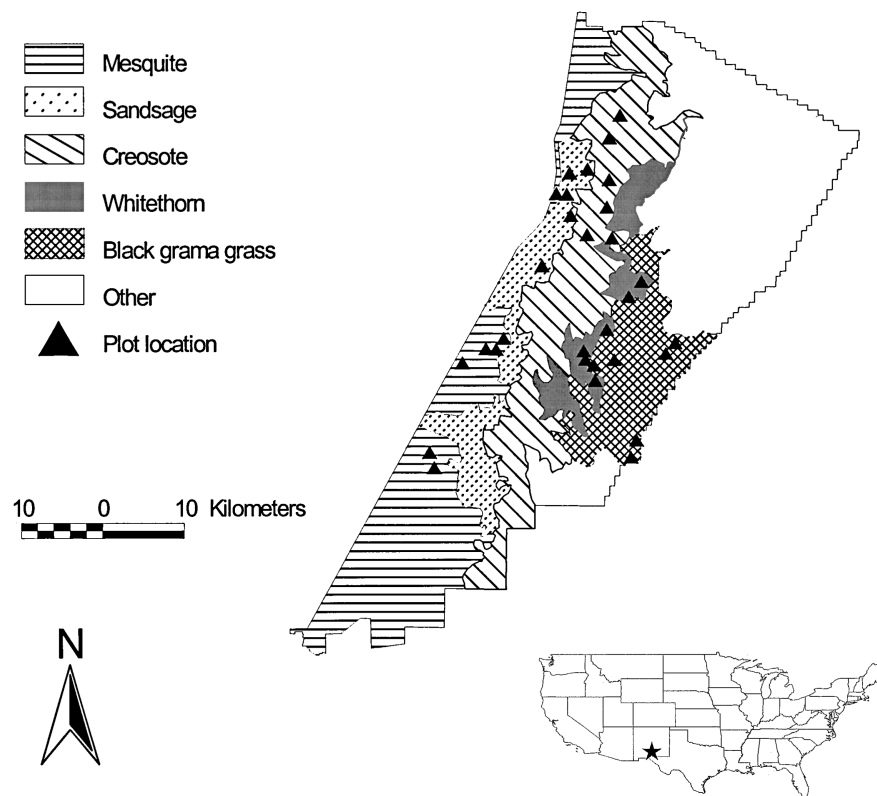 Mesquite
Sandsage
Creosote
Whitethorn
Black grama grass
Other
Plot location
10 0 10 Kilometers
N